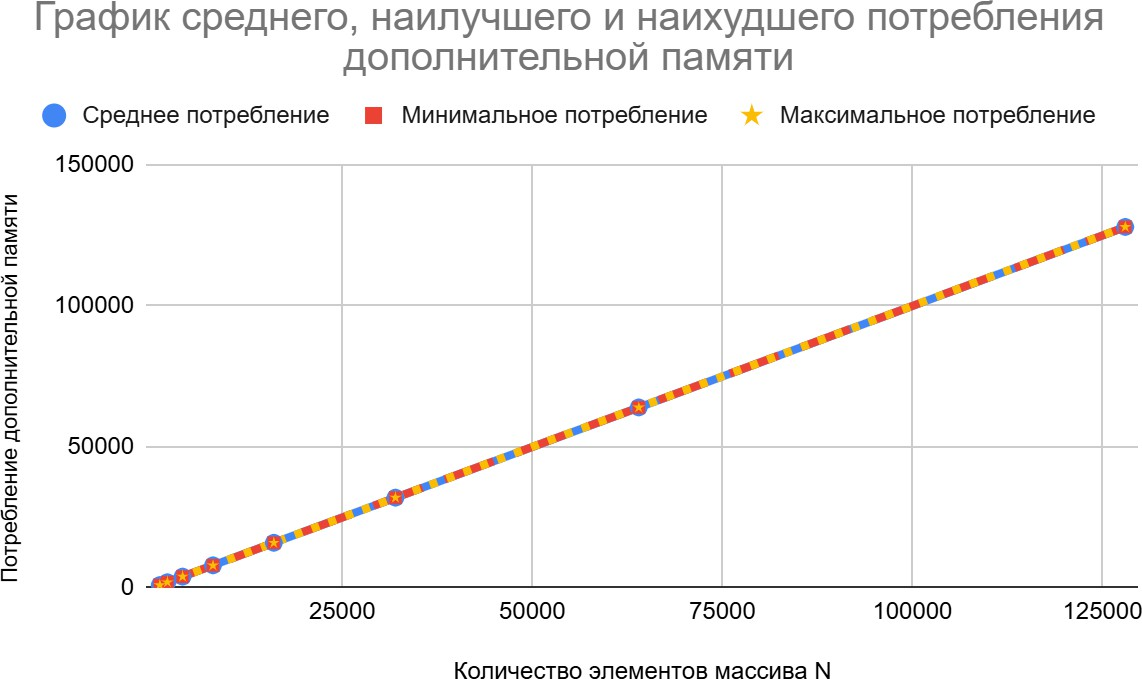 График среднего, наилучшего и наихудшего потребления
дополнительной памяти
Среднее потребление
Минимальное потребление
Максимальное потребление
Потребление дополнительной памяти
150000
100000
50000
0
25000
50000
75000
100000
125000
Количество элементов массива N